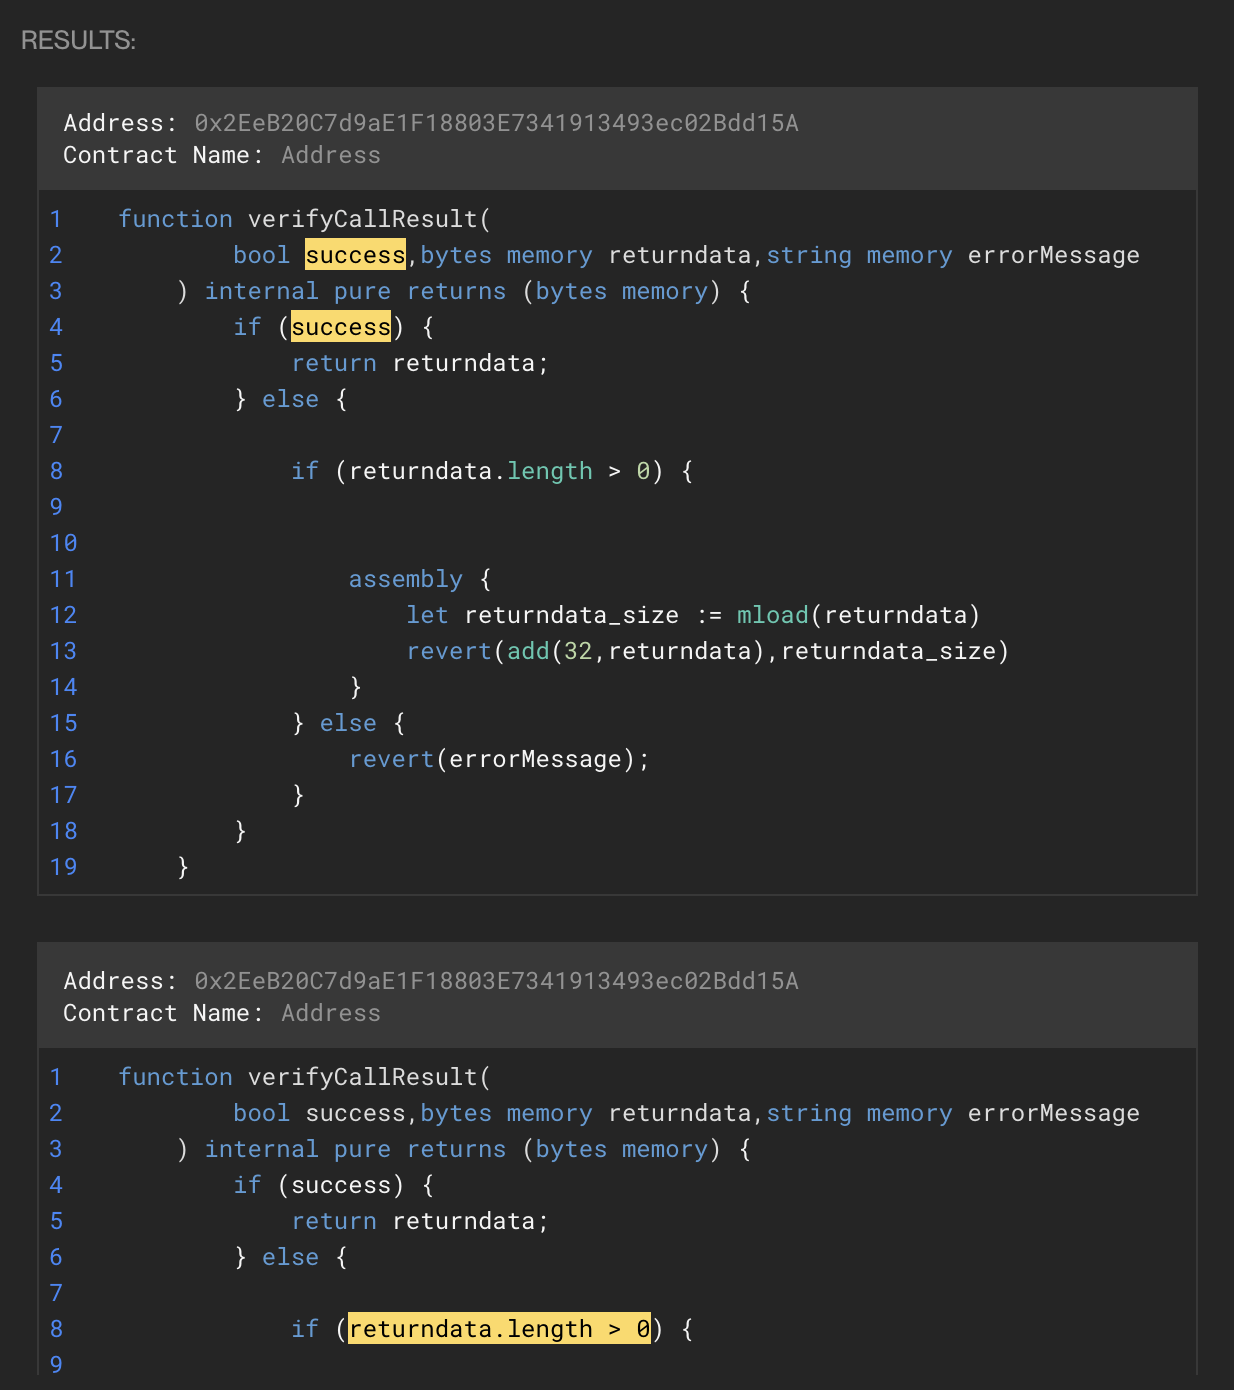 RESULTS:
Address: 0x2EeB20C7d9aE1F18803E7341913493ec02Bdd15A
Contract Name: Address
1 function verifyCallResult(
2 bool success,bytes memory returndata,string memory errorMessage
3 ) internal pure returns (bytes memory) {
4 if (success) {
5 return returndata;
6 } else {
7
8 if (returndata.length > 0) {
9
10
11 assembly {
12 let returndata_size := mload(returndata)
13 revert(add(32,returndata),returndata_size)
14 }
15 } else {
16 revert(errorMessage);
17 }
18 }
19 }
Address: 0x2EeB20C7d9aE1F18803E7341913493ec02Bdd15A
Contract Name: Address
1 function verifyCallResult(
2 bool success,bytes memory returndata,string memory errorMessage
3 ) internal pure returns (bytes memory) {
4 if (success) {
5 return returndata;
6 } else {
7
8 if (returndata.length > 0) {
9